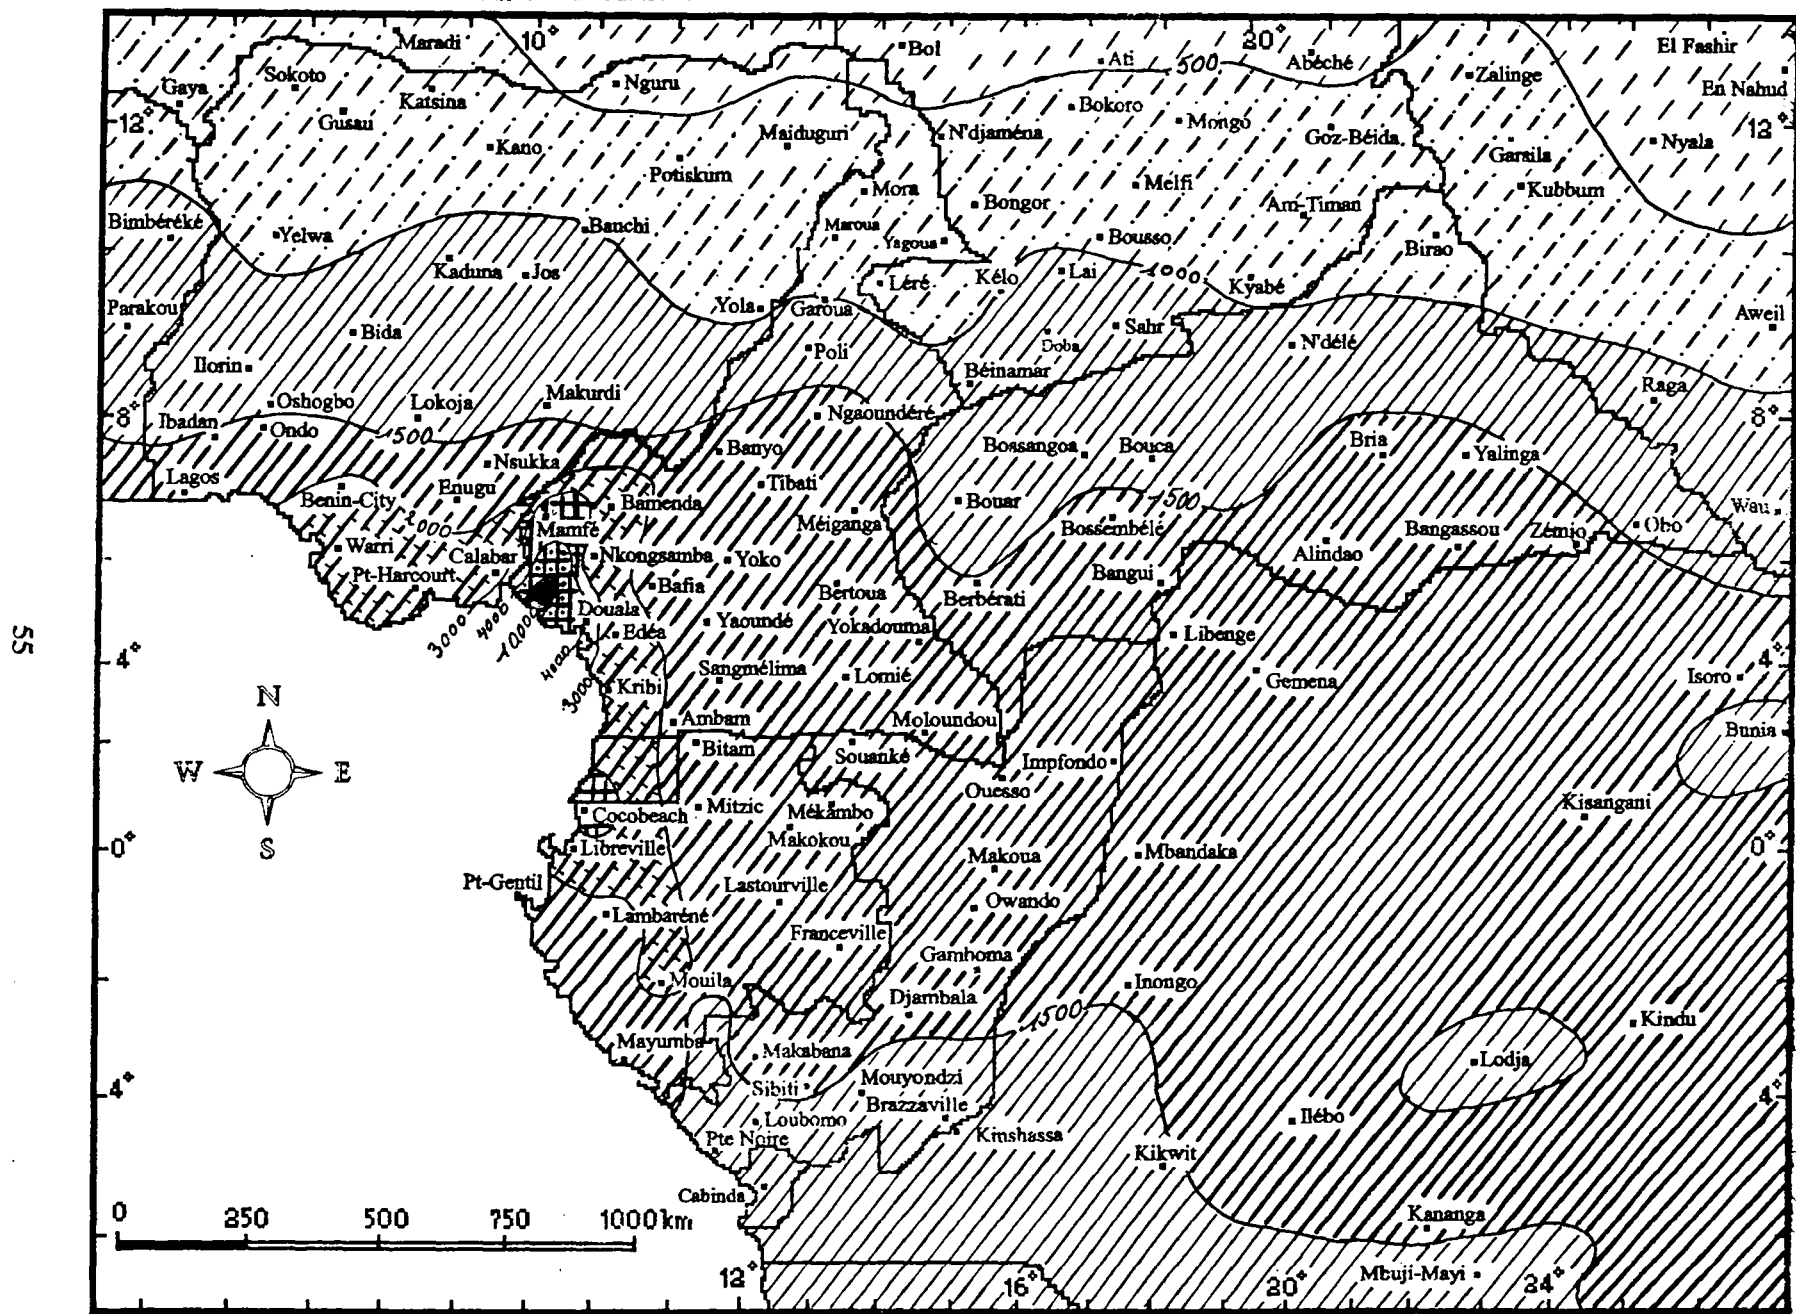 Maradi
10°
Bol
20°
El Fashir
Sokoto
Nguru
Ati
500
Abéché
Zalinge
Gaya
Katsina
Bokoro
En Nahud
12°
Gusau
Maiduguri
N'djaména
Mongo
Goz-Béida
12°
Kano
Garsila
Nyala
Potiskum
Mora
Melfi
Kubbum
Bimbéréké
Bongor
Am-Timan
Yelwa
Bauchi
Maroua
Yagoua
Bousso
Birao
Kaduna
Jos
Léré
Kélo
Lai
1000
Kyabé
Parakou
Yola
Garoua
Aweil
Bida
Sahr
Ilorin
Poli
Doba
N'délé
Béinamar
Raga
Oshogbo
Lokoja
Makurdi
Ngaoundéré
8°
8°
Ibadan
Ondo
1500
Banyo
Bossangoa
Bouca
Bria
Yalinga
Nsukka
Lagos
Benin-City
Enugu
Bamenda
Tibati
Bouar
1500
Wau
2000
Mamfé
Méiganga
Bossembélé
Bangassou
Zémio
Obo
Warri
Calabar
Nkongsamba
Yoko
Alindao
Pt-Harcourt
Bafia
Bertoua
Bangui
Berbérati
3000
4000
10000
Douala
Edéa
Yaoundé
Yokadouma
Libenge
55
4°
4000
3000
Sangmélima
Lomié
Gemena
Isoro
4°
N
Kribi
Ambam
Moloundou
Bunia
W
E
Bitam
Souanké
Impfondo
Ouesso
S
Cocobeach
Mitzic
Mékambo
Kisangani
0°
Libreville
Makokou
Makoua
Mbandaka
0°
Pt-Gentil
Lastourville
Owando
Lambaréné
Franceville
Gamboma
Mouila
Djambala
Inongo
1500
Kindu
Mayumba
Makabana
Lodja
4°
Sibiti
Mouyondzi
4°
Brazzaville
Loubomo
Ilébo
Pte Noire
Kinshassa
Kikwit
Cabinda
0
250
500
750
1000 km
Kananga
12°
16°
20°
Mbuji-Mayi
24°